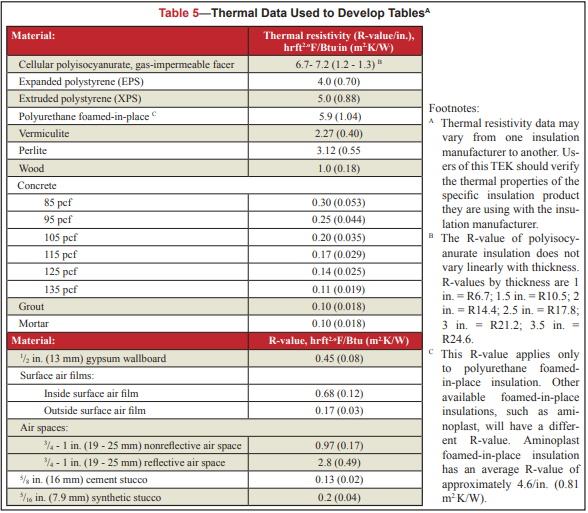 Table 5—Thermal Data Used to Develop Tablesᴬ
Material: Thermal resistivity (R-value/in.), hrft²·ºF/Btuin (m²·K/W)
Cellular polyisocyanurate, gas-impermeable facer 6.7- 7.2 (1.2 - 1.3) ᴮ
Expanded polystyrene (EPS) 4.0 (0.70)
Extruded polystyrene (XPS) 5.0 (0.88)
Polyurethane foamed-in-place ᶜ 5.9 (1.04)
Vermiculite 2.27 (0.40)
Perlite 3.12 (0.55
Wood 1.0 (0.18)
Concrete
85 pcf 0.30 (0.053)
95 pcf 0.25 (0.044)
105 pcf 0.20 (0.035)
115 pcf 0.17 (0.029)
125 pcf 0.14 (0.025)
135 pcf 0.11 (0.019)
Grout 0.10 (0.018)
Mortar 0.10 (0.018)
Material: R-value, hrft²·ºF/Btu (m²·K/W)
1/2 in. (13 mm) gypsum wallboard 0.45 (0.08)
Surface air films:
Inside surface air film 0.68 (0.12)
Outside surface air film 0.17 (0.03)
Air spaces:
3/4 - 1 in. (19 - 25 mm) nonreflective air space 0.97 (0.17)
3/4 - 1 in. (19 - 25 mm) reflective air space 2.8 (0.49)
5/8 in. (16 mm) cement stucco 0.13 (0.02)
5/16 in. (7.9 mm) synthetic stucco 0.2 (0.04)
Footnotes:
A Thermal resistivity data may
vary from one insulation
manufacturer to another. Us-
ers of this TEK should verify
the thermal properties of the
specific insulation product
they are using with the insu-
lation manufacturer.
B The R-value of polyisocy-
anurate insulation does not
vary linearly with thickness.
R-values by thickness are 1
in. = R6.7; 1.5 in. = R10.5; 2
in. = R14.4; 2.5 in. = R17.8;
3 in. = R21.2; 3.5 in. =
R24.6.
C This R-value applies only
to polyurethane foamed-
in-place insulation. Other
available foamed-in-place
insulations, such as ami-
noplast, will have a differ-
ent R-value. Aminoplast
foamed-in-place insulation
has an average R-value of
approximately 4.6/in. (0.81
m²K/W).